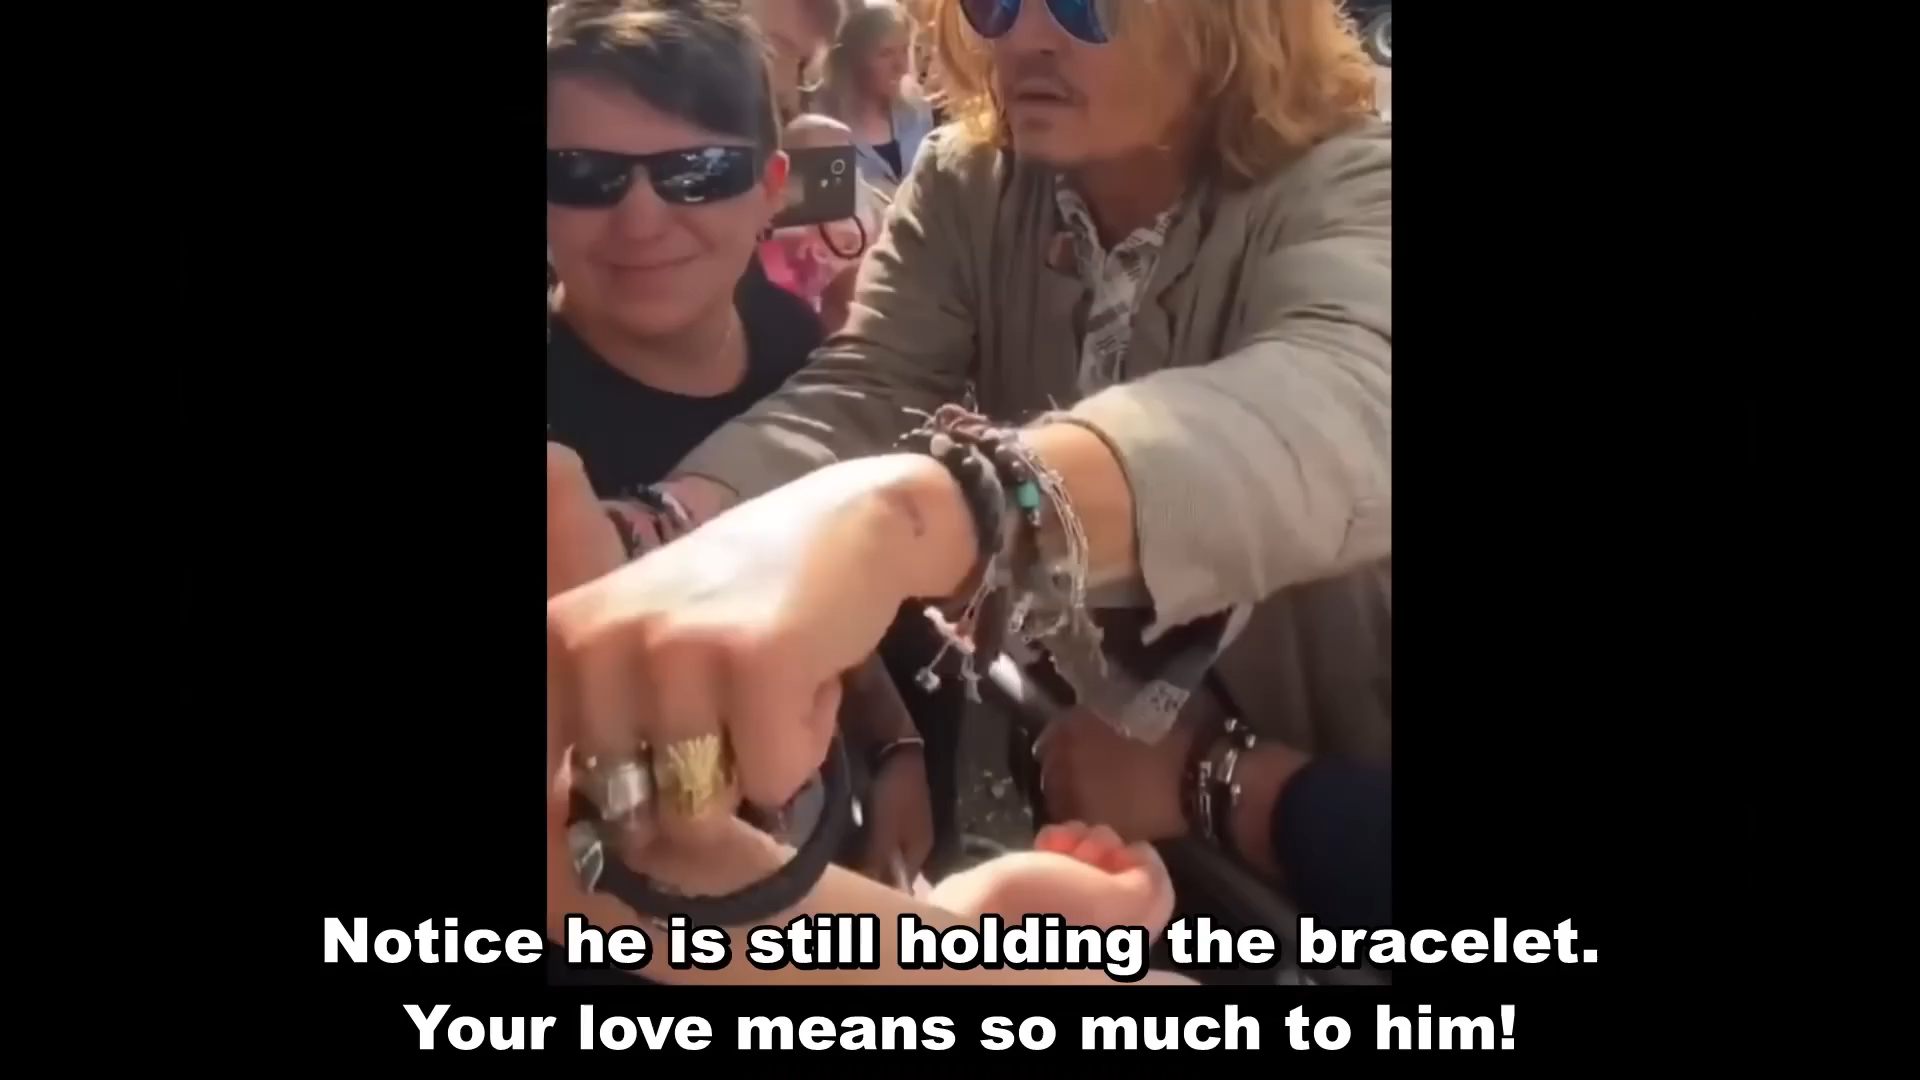 Notice he is still holding the bracelet.
Your love means so much to him!